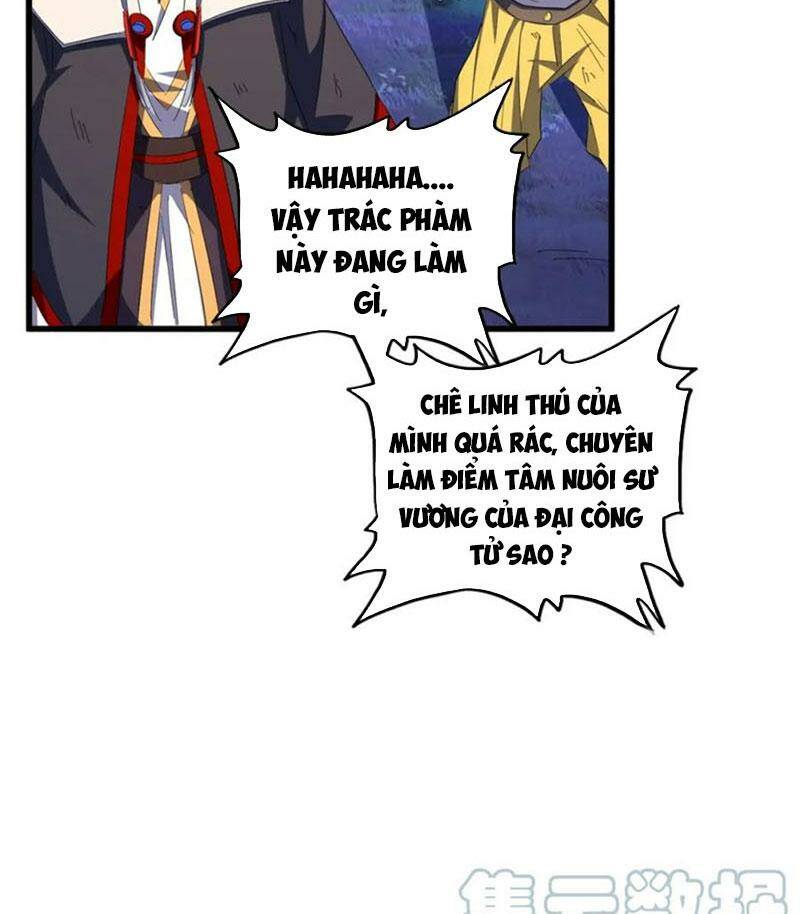 HAHAHAHA....
VẬY TRÁC PHÀM
NÀY ĐANG LÀM
GÌ,
CHÊ LINH THÚ CỦA
MÌNH QUÁ RÁC, CHUYÊN
LÀM ĐIỂM TÂM NUÔI SƯ
VƯƠNG CỦA ĐẠI CÔNG
TỬ SAO ?